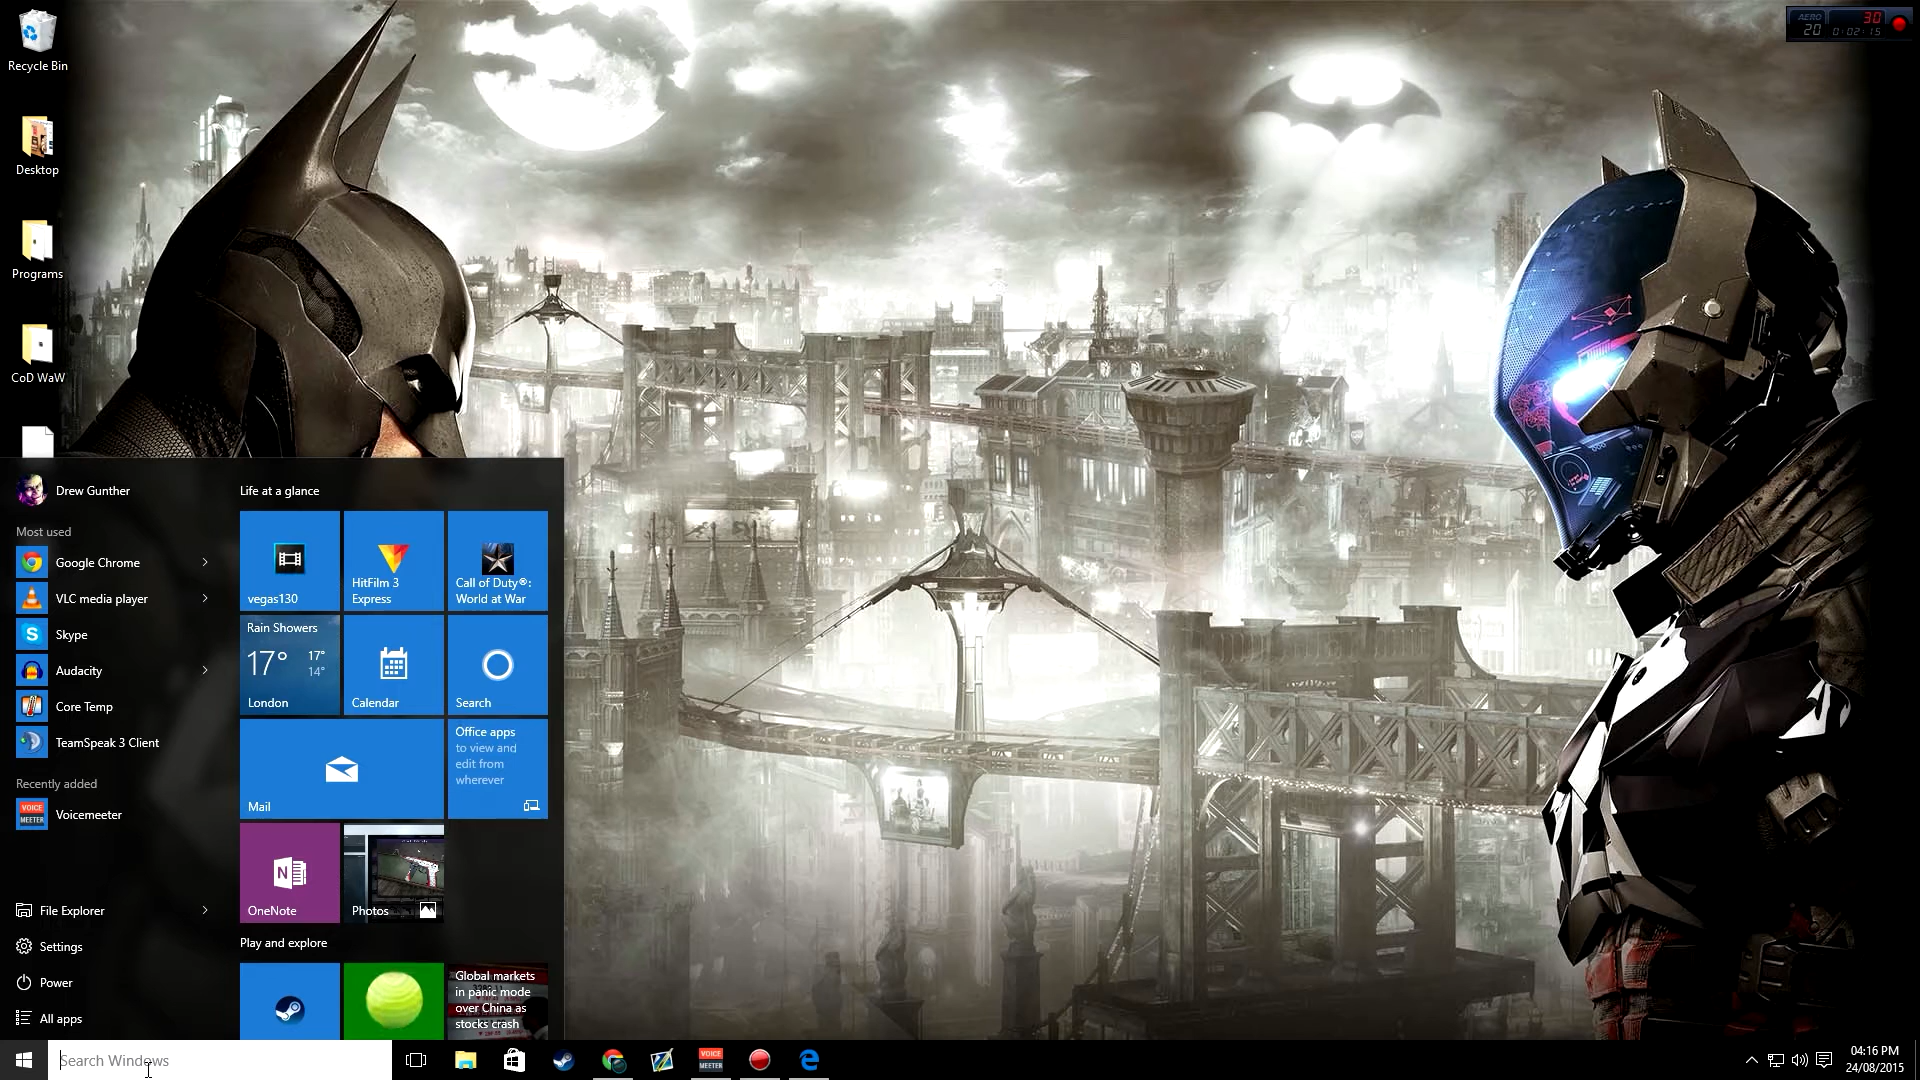 Recycle Bin
Desktop
Programs
CoD WaW
AERO
20
30
0:02:15
Drew Gunther
Most used
Google Chrome
VLC media player
Skype
Audacity
Core Temp
TeamSpeak 3 Client
Recently added
VOICE
MEETER
Voicemeeter
File Explorer
Settings
Power
All apps
Life at a glance
vegas130
HitFilm 3
Express
Call of Duty®:
World at War
Rain Showers
17° 17°
14°
London
Calendar
Search
Mail
Office apps
to view and
edit from
wherever
OneNote
Photos
Play and explore
Global markets
in panic mode
over China as
stocks crash
Search Windows
VOICE
MEETER
04:16 PM
24/08/2015